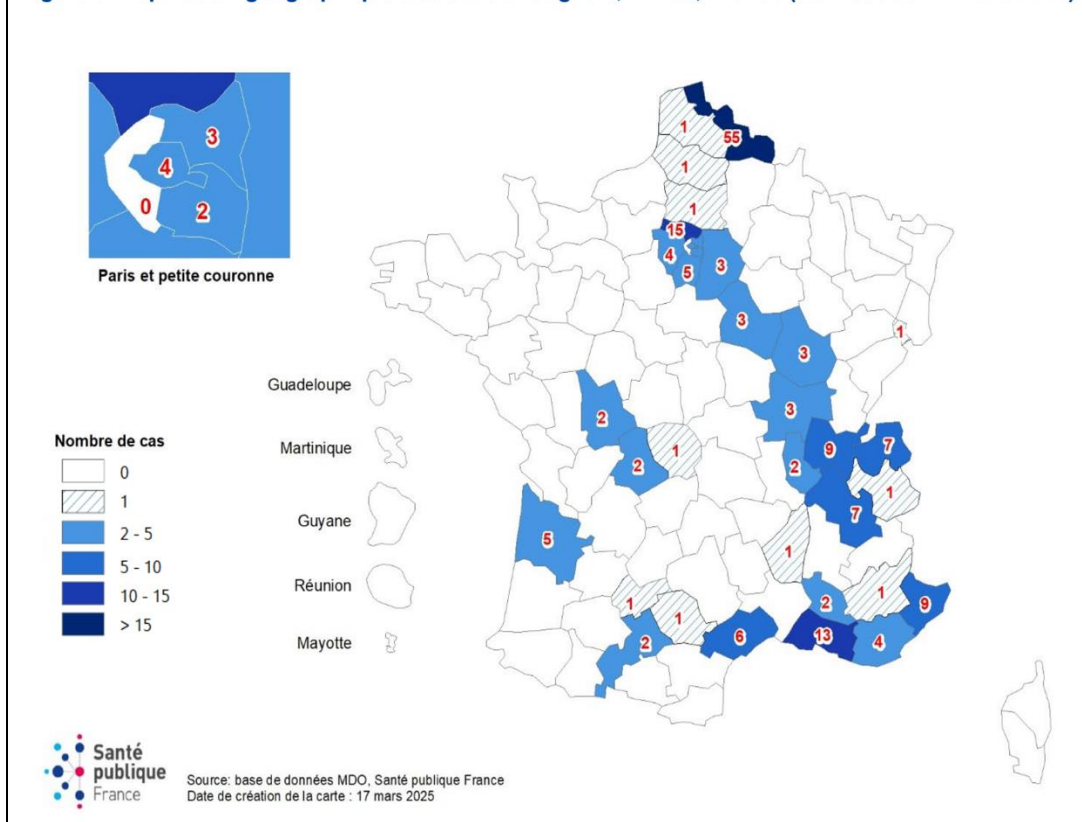 3
4
0
2
Paris et petite couronne
1
55
1
1
15
4
5
3
3
1
3
3
2
2
1
9
7
2
1
7
5
1
1
1
2
6
2
13
1
9
4
Guadeloupe
Martinique
Guyane
Réunion
Mayotte
Nombre de cas
0
1
2 - 5
5 - 10
10 - 15
> 15
Santé
publique
France
Source: base de données MDO, Santé publique France
Date de création de la carte : 17 mars 2025